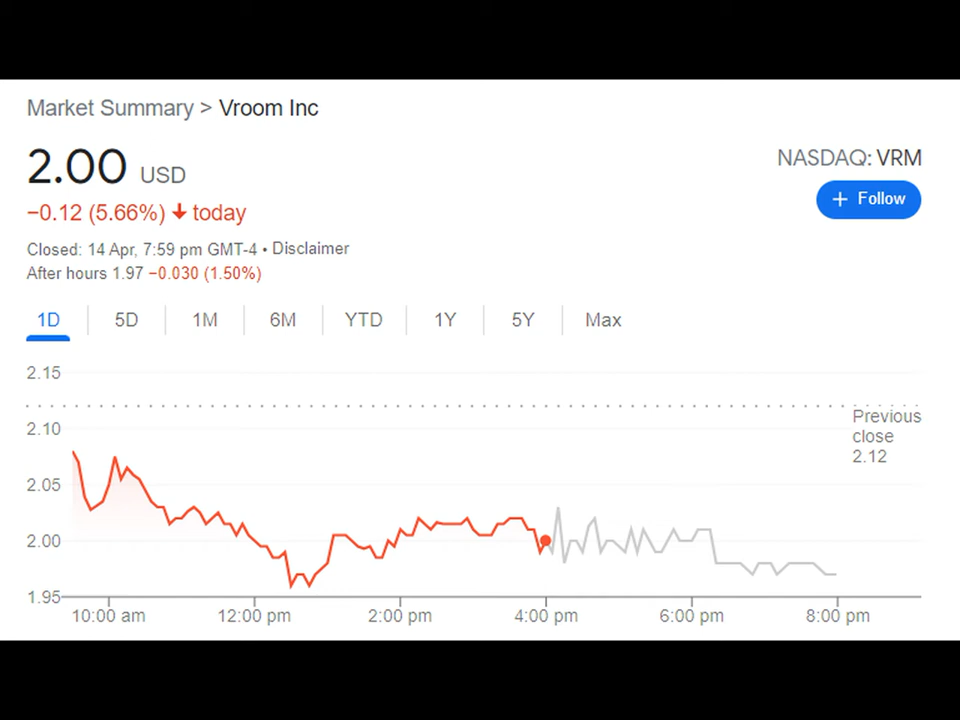 Market Summary > Vroom Inc
2.00 USD
NASDAQ: VRM
+ Follow
−0.12 (5.66%) ↓ today
Closed: 14 Apr, 7:59 pm GMT-4 • Disclaimer
After hours 1.97 −0.030 (1.50%)
1D 5D 1M 6M YTD 1Y 5Y Max
2.15
2.10
2.05
2.00
1.95
Previous
close
2.12
10:00 am 12:00 pm 2:00 pm 4:00 pm 6:00 pm 8:00 pm